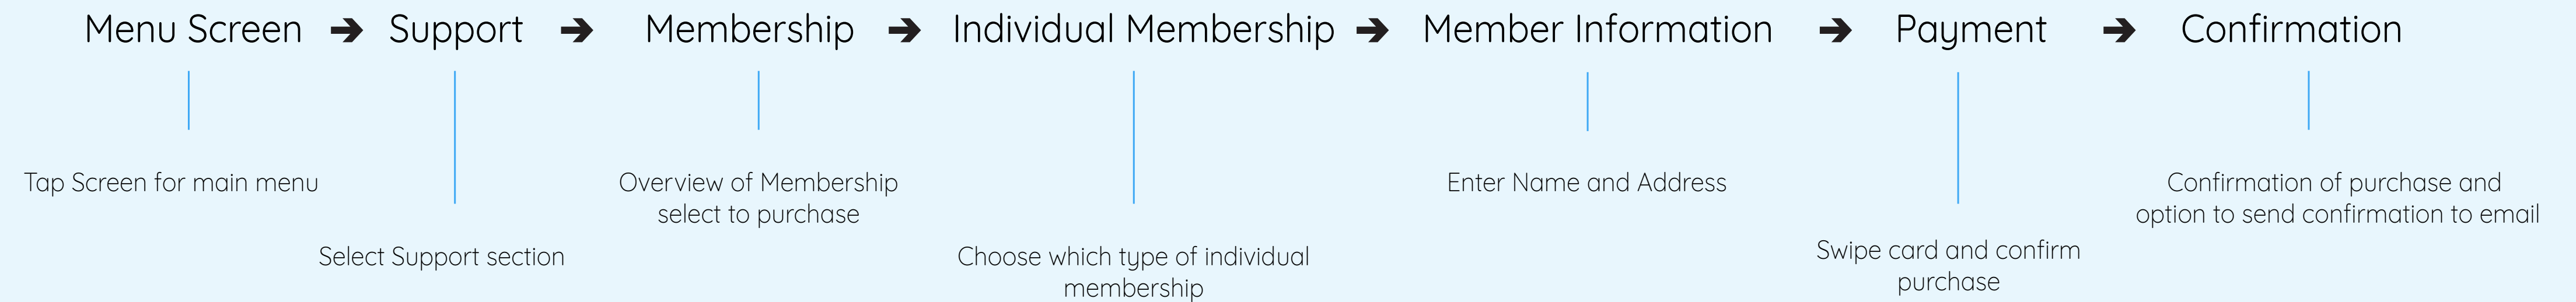 Menu Screen ➔ Support ➔ Membership ➔ Individual Membership ➔ Member Information ➔ Payment ➔ Confirmation
Tap Screen for main menu
Select Support section
Overview of Membership
select to purchase
Choose which type of individual
membership
Enter Name and Address
Swipe card and confirm
purchase
Confirmation of purchase and
option to send confirmation to email